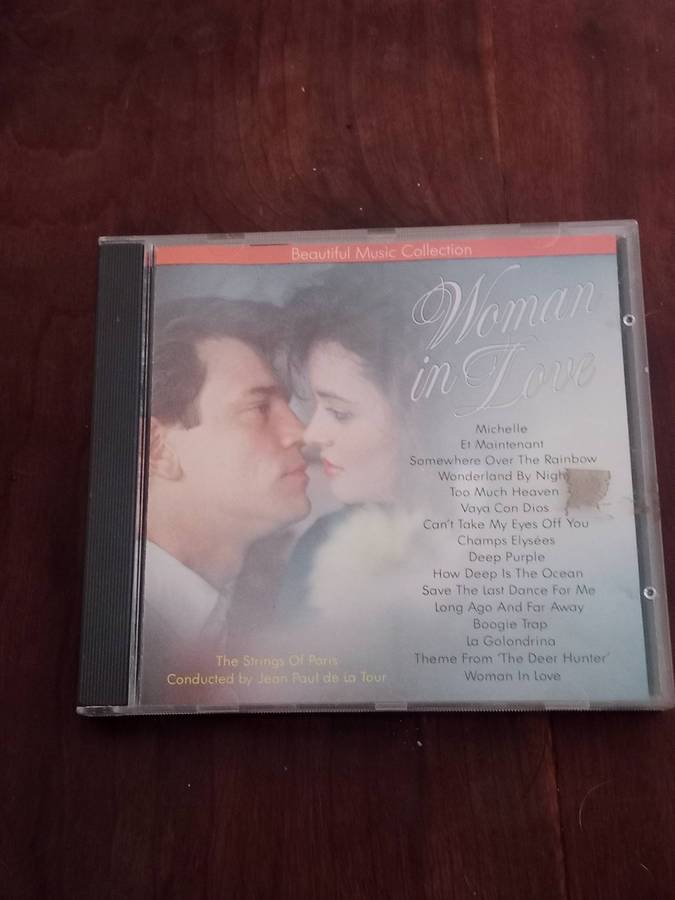 Beautiful Music Collection
Woman
in Love
Michelle
Et Maintenant
Somewhere Over The Rainbow
Wonderland By Nigh
Too Much Heaven
Vaya Con Dios
Can't Take My Eyes Off You
Champs Elysées
Deep Purple
How Deep Is The Ocean
Save The Last Dance For Me
Long Ago And Far Away
Boogie Trap
La Golondrina
Theme From 'The Deer Hunter'
Woman In Love
The Strings Of Paris
Conducted by Jean Paul de La Tour